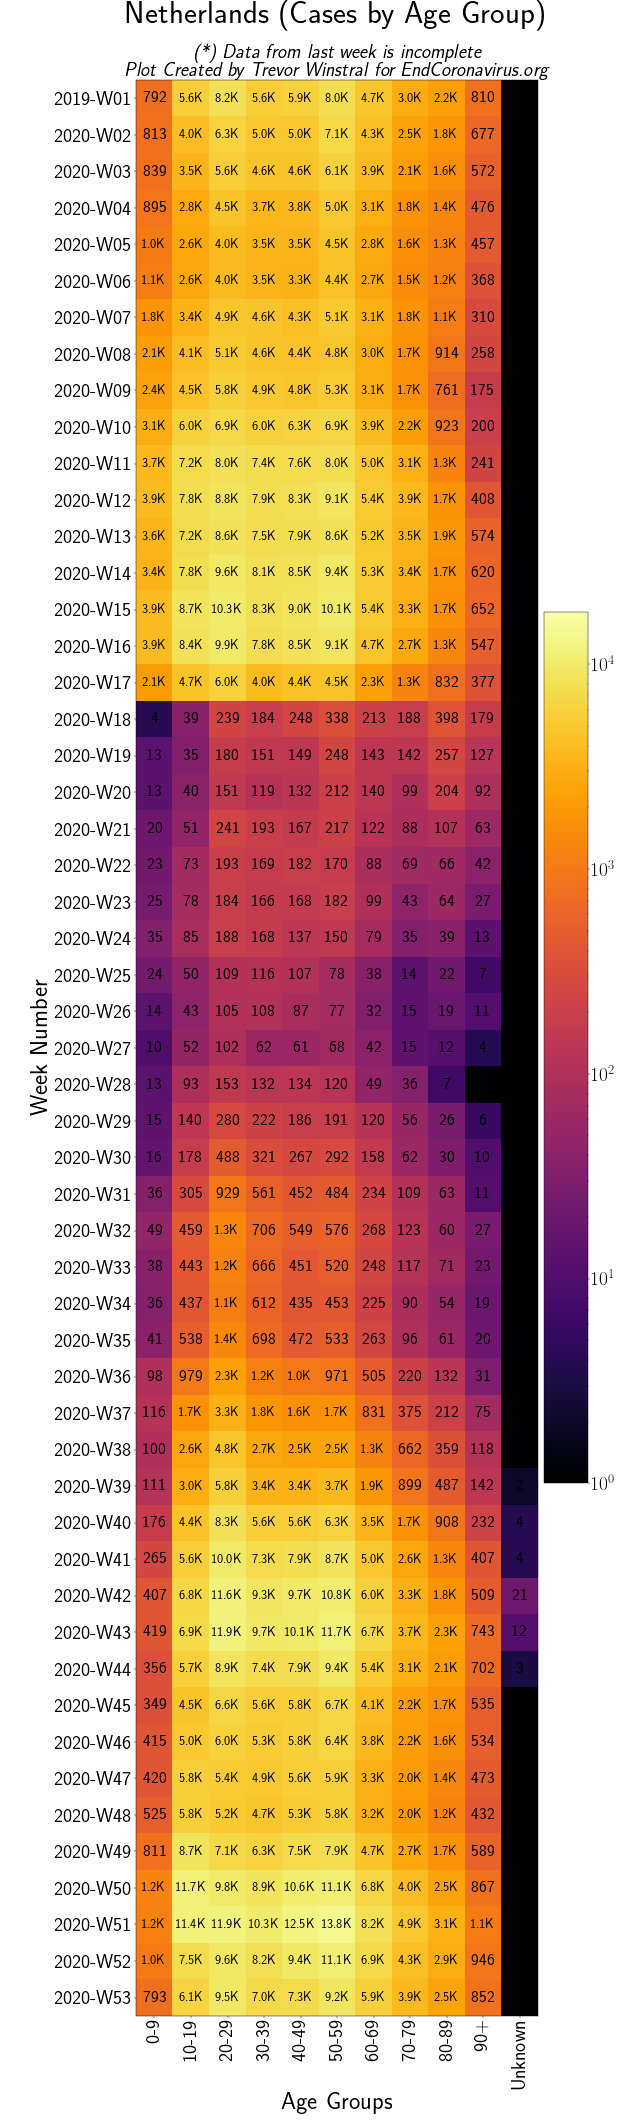 Netherlands (Cases by Age Group)
(*) Data from last week is incomplete
Plot Created by Trevor Winstral for EndCoronavirus.org
2019-W01 792 5.6K 8.2K 5.6K 5.9K 8.0K 4.7K 3.0K 2.2K 810
2020-W02 813 4.0K 6.3K 5.0K 5.0K 7.1K 4.3K 2.5K 1.8K 677
2020-W03 839 3.5K 5.6K 4.6K 4.6K 6.1K 3.9K 2.1K 1.6K 572
2020-W04 895 2.8K 4.5K 3.7K 3.8K 5.0K 3.1K 1.8K 1.4K 476
2020-W05 1.0K 2.6K 4.0K 3.5K 3.5K 4.5K 2.8K 1.6K 1.3K 457
2020-W06 1.1K 2.6K 4.0K 3.5K 3.3K 4.4K 2.7K 1.5K 1.2K 368
2020-W07 1.8K 3.4K 4.9K 4.6K 4.3K 5.1K 3.1K 1.8K 1.1K 310
2020-W08 2.1K 4.1K 5.1K 4.6K 4.4K 4.8K 3.0K 1.7K 914 258
2020-W09 2.4K 4.5K 5.8K 4.9K 4.8K 5.3K 3.1K 1.7K 761 175
2020-W10 3.1K 6.0K 6.9K 6.0K 6.3K 6.9K 3.9K 2.2K 923 200
2020-W11 3.7K 7.2K 8.0K 7.4K 7.6K 8.0K 5.0K 3.1K 1.3K 241
2020-W12 3.9K 7.8K 8.8K 7.9K 8.3K 9.1K 5.4K 3.9K 1.7K 408
2020-W13 3.6K 7.2K 8.6K 7.5K 7.9K 8.6K 5.2K 3.5K 1.9K 574
2020-W14 3.4K 7.8K 9.6K 8.1K 8.5K 9.4K 5.3K 3.4K 1.7K 620
2020-W15 3.9K 8.7K 10.3K 8.3K 9.0K 10.1K 5.4K 3.3K 1.7K 652
2020-W16 3.9K 8.4K 9.9K 7.8K 8.5K 9.1K 4.7K 2.7K 1.3K 547
2020-W17 2.1K 4.7K 6.0K 4.0K 4.4K 4.5K 2.3K 1.3K 832 377
2020-W18 4 39 239 184 248 338 213 188 398 179
2020-W19 13 35 180 151 149 248 143 142 257 127
2020-W20 13 40 151 119 132 212 140 99 204 92
2020-W21 20 51 241 193 167 217 122 88 107 63
2020-W22 23 73 193 169 182 170 88 69 66 42
2020-W23 25 78 184 166 168 182 99 43 64 27
2020-W24 35 85 188 168 137 150 79 35 39 13
2020-W25 24 50 109 116 107 78 38 14 22 7
2020-W26 14 43 105 108 87 77 32 15 19 11
2020-W27 10 52 102 62 61 68 42 15 12 4
2020-W28 13 93 153 132 134 120 49 36 7
2020-W29 15 140 280 222 186 191 120 56 26 6
2020-W30 16 178 488 321 267 292 158 62 30 10
2020-W31 36 305 929 561 452 484 234 109 63 11
2020-W32 49 459 1.3K 706 549 576 268 123 60 27
2020-W33 38 443 1.2K 666 451 520 248 117 71 23
2020-W34 36 437 1.1K 612 435 453 225 90 54 19
2020-W35 41 538 1.4K 698 472 533 263 96 61 20
2020-W36 98 979 2.3K 1.2K 1.0K 971 505 220 132 31
2020-W37 116 1.7K 3.3K 1.8K 1.6K 1.7K 831 375 212 75
2020-W38 100 2.6K 4.8K 2.7K 2.5K 2.5K 1.3K 662 359 118
2020-W39 111 3.0K 5.8K 3.4K 3.4K 3.7K 1.9K 899 487 142 2
2020-W40 176 4.4K 8.3K 5.6K 5.6K 6.3K 3.5K 1.7K 908 232 4
2020-W41 265 5.6K 10.0K 7.3K 7.9K 8.7K 5.0K 2.6K 1.3K 407 4
2020-W42 407 6.8K 11.6K 9.3K 9.7K 10.8K 6.0K 3.3K 1.8K 509 21
2020-W43 419 6.9K 11.9K 9.7K 10.1K 11.7K 6.7K 3.7K 2.3K 743 12
2020-W44 356 5.7K 8.9K 7.4K 7.9K 9.4K 5.4K 3.1K 2.1K 702 3
2020-W45 349 4.5K 6.6K 5.6K 5.8K 6.7K 4.1K 2.2K 1.7K 535
2020-W46 415 5.0K 6.0K 5.3K 5.8K 6.4K 3.8K 2.2K 1.6K 534
2020-W47 420 5.8K 5.4K 4.9K 5.6K 5.9K 3.3K 2.0K 1.4K 473
2020-W48 525 5.8K 5.2K 4.7K 5.3K 5.8K 3.2K 2.0K 1.2K 432
2020-W49 811 8.7K 7.1K 6.3K 7.5K 7.9K 4.7K 2.7K 1.7K 589
2020-W50 1.2K 11.7K 9.8K 8.9K 10.6K 11.1K 6.8K 4.0K 2.5K 867
2020-W51 1.2K 11.4K 11.9K 10.3K 12.5K 13.8K 8.2K 4.9K 3.1K 1.1K
2020-W52 1.0K 7.5K 9.6K 8.2K 9.4K 11.1K 6.9K 4.3K 2.9K 946
2020-W53 793 6.1K 9.5K 7.0K 7.3K 9.2K 5.9K 3.9K 2.5K 852
0-9 10-19 20-29 30-39 40-49 50-59 60-69 70-79 80-89 90+ Unknown
Age Groups
Week Number
10⁴
10³
10²
10¹
10⁰